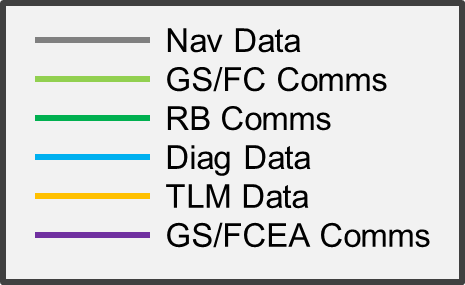 Nav Data
GS/FC Comms
RB Comms
Diag Data
TLM Data
GS/FCEA Comms